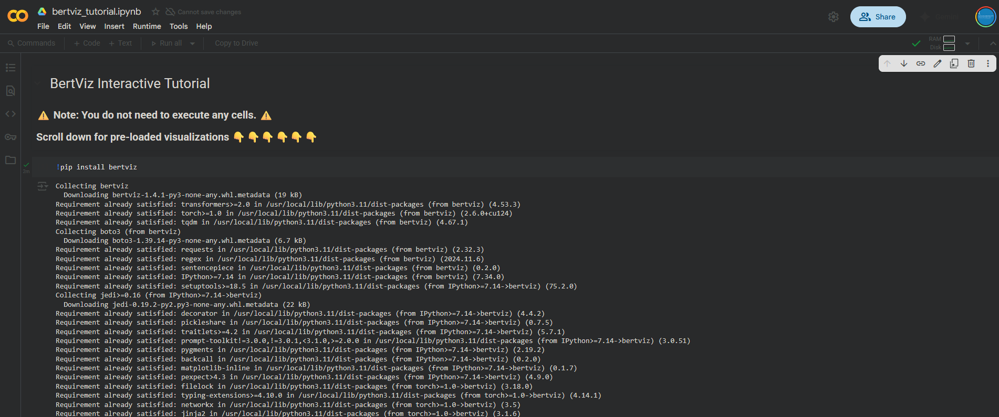 bertviz_tutorial.ipynb Cannot save changes
File Edit View Insert Runtime Tools Help
Share
Gemini
Commands + Code + Text Run all Copy to Drive
RAM
Disk
BertViz Interactive Tutorial
⚠️ Note: You do not need to execute any cells. ⚠️
Scroll down for pre-loaded visualizations 👇👇👇👇👇👇
2m
!pip install bertviz
Collecting bertviz
  Downloading bertviz-1.4.1-py3-none-any.whl.metadata (19 kB)
Requirement already satisfied: transformers>=2.0 in /usr/local/lib/python3.11/dist-packages (from bertviz) (4.53.3)
Requirement already satisfied: torch>=1.0 in /usr/local/lib/python3.11/dist-packages (from bertviz) (2.6.0+cu124)
Requirement already satisfied: tqdm in /usr/local/lib/python3.11/dist-packages (from bertviz) (4.67.1)
Collecting boto3 (from bertviz)
  Downloading boto3-1.39.14-py3-none-any.whl.metadata (6.7 kB)
Requirement already satisfied: requests in /usr/local/lib/python3.11/dist-packages (from bertviz) (2.32.3)
Requirement already satisfied: regex in /usr/local/lib/python3.11/dist-packages (from bertviz) (2024.11.6)
Requirement already satisfied: sentencepiece in /usr/local/lib/python3.11/dist-packages (from bertviz) (0.2.0)
Requirement already satisfied: IPython>=7.14 in /usr/local/lib/python3.11/dist-packages (from bertviz) (7.34.0)
Requirement already satisfied: setuptools>=18.5 in /usr/local/lib/python3.11/dist-packages (from IPython>=7.14->bertviz) (75.2.0)
Collecting jedi>=0.16 (from IPython>=7.14->bertviz)
  Downloading jedi-0.19.2-py2.py3-none-any.whl.metadata (22 kB)
Requirement already satisfied: decorator in /usr/local/lib/python3.11/dist-packages (from IPython>=7.14->bertviz) (4.4.2)
Requirement already satisfied: pickleshare in /usr/local/lib/python3.11/dist-packages (from IPython>=7.14->bertviz) (0.7.5)
Requirement already satisfied: traitlets>=4.2 in /usr/local/lib/python3.11/dist-packages (from IPython>=7.14->bertviz) (5.7.1)
Requirement already satisfied: prompt-toolkit!=3.0.0,!=3.0.1,<3.1.0,>=2.0.0 in /usr/local/lib/python3.11/dist-packages (from IPython>=7.14->bertviz) (3.0.51)
Requirement already satisfied: pygments in /usr/local/lib/python3.11/dist-packages (from IPython>=7.14->bertviz) (2.19.2)
Requirement already satisfied: backcall in /usr/local/lib/python3.11/dist-packages (from IPython>=7.14->bertviz) (0.2.0)
Requirement already satisfied: matplotlib-inline in /usr/local/lib/python3.11/dist-packages (from IPython>=7.14->bertviz) (0.1.7)
Requirement already satisfied: pexpect>4.3 in /usr/local/lib/python3.11/dist-packages (from IPython>=7.14->bertviz) (4.9.0)
Requirement already satisfied: filelock in /usr/local/lib/python3.11/dist-packages (from torch>=1.0->bertviz) (3.18.0)
Requirement already satisfied: typing-extensions>=4.10.0 in /usr/local/lib/python3.11/dist-packages (from torch>=1.0->bertviz) (4.14.1)
Requirement already satisfied: networkx in /usr/local/lib/python3.11/dist-packages (from torch>=1.0->bertviz) (3.5)
Requirement already satisfied: jinja2 in /usr/local/lib/python3.11/dist-packages (from torch>=1.0->bertviz) (3.1.6)